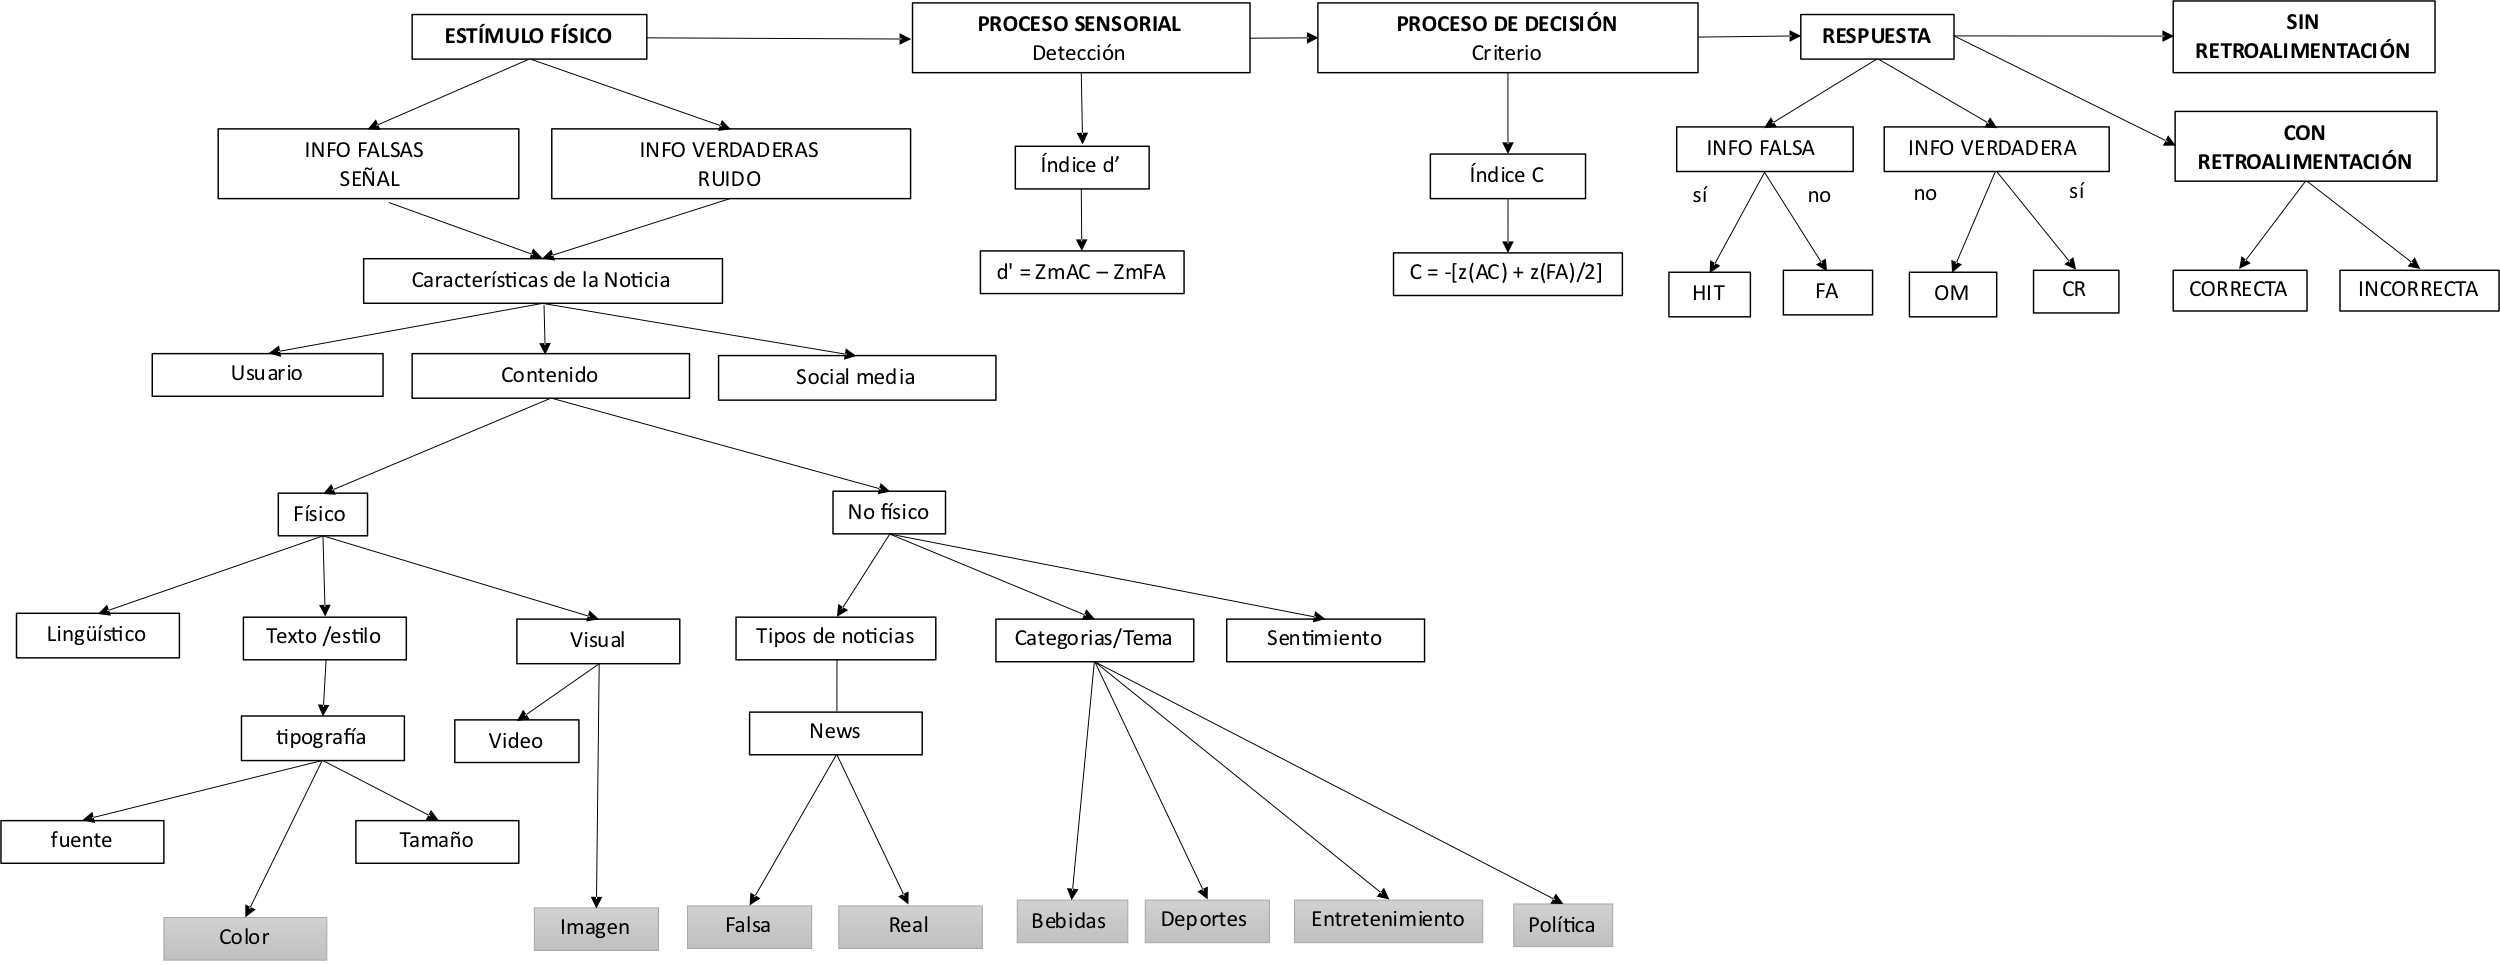 ESTÍMULO FÍSICO
PROCESO SENSORIAL
Detección
PROCESO DE DECISIÓN
Criterio
RESPUESTA
SIN
RETROALIMENTACIÓN
INFO FALSAS
SEÑAL
INFO VERDADERAS
RUIDO
Índice d’
Índice C
INFO FALSA
INFO VERDADERA
CON
RETROALIMENTACIÓN
sí
no
no
sí
Características de la Noticia
d' = ZmAC – ZmFA
C = -[z(AC) + z(FA)/2]
HIT
FA
OM
CR
CORRECTA
INCORRECTA
Usuario
Contenido
Social media
Físico
No físico
Lingüístico
Texto /estilo
Visual
Tipos de noticias
Categorias/Tema
Sentimiento
tipografía
Video
News
fuente
Tamaño
Color
Imagen
Falsa
Real
Bebidas
Deportes
Entretenimiento
Política